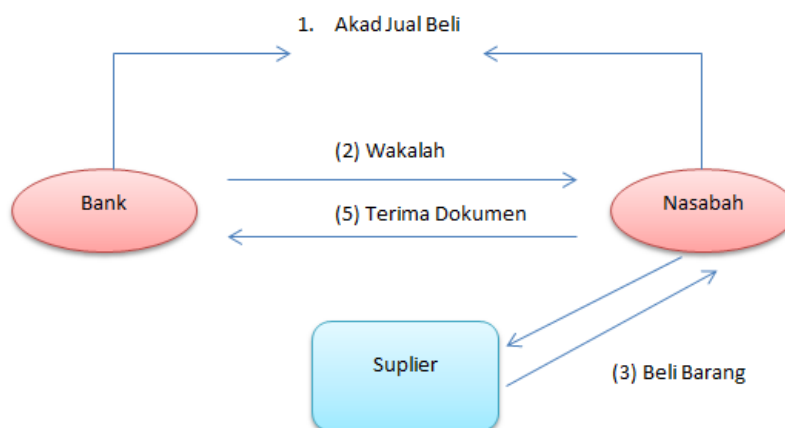 1. Akad Jual Beli
(2) Wakalah
Bank
(5) Terima Dokumen
Nasabah
Suplier
(3) Beli Barang